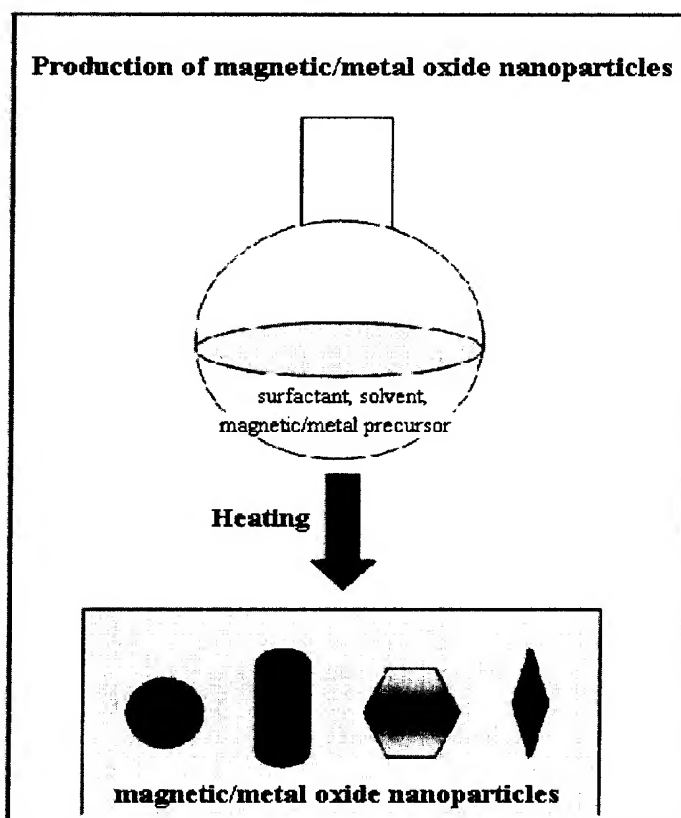 Production of magnetic/metal oxide nanoparticles
surfactant, solvent,
magnetic/metal precursor
Heating
magnetic/metal oxide nanoparticles